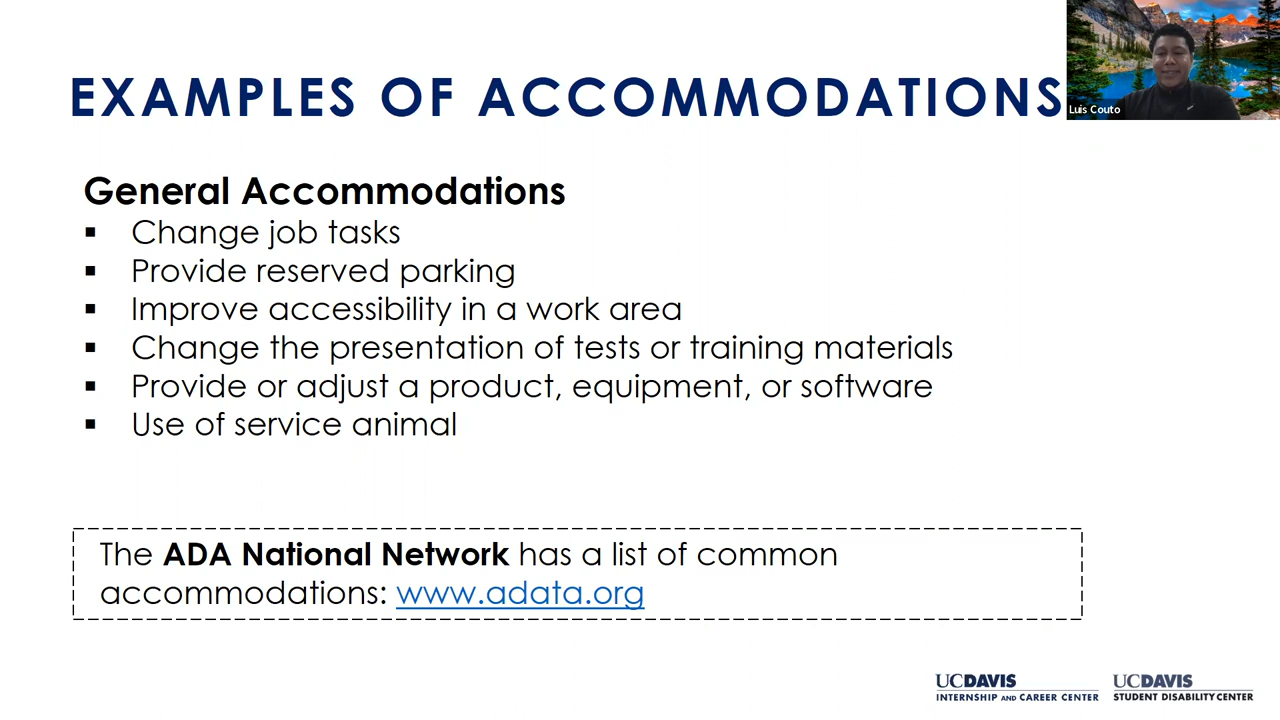 EXAMPLES OF ACCOMMODATIONS
Luis Couto
General Accommodations
▪ Change job tasks
▪ Provide reserved parking
▪ Improve accessibility in a work area
▪ Change the presentation of tests or training materials
▪ Provide or adjust a product, equipment, or software
▪ Use of service animal
The ADA National Network has a list of common
accommodations: www.adata.org
UCDAVIS
INTERNSHIP AND CAREER CENTER
UCDAVIS
STUDENT DISABILITY CENTER